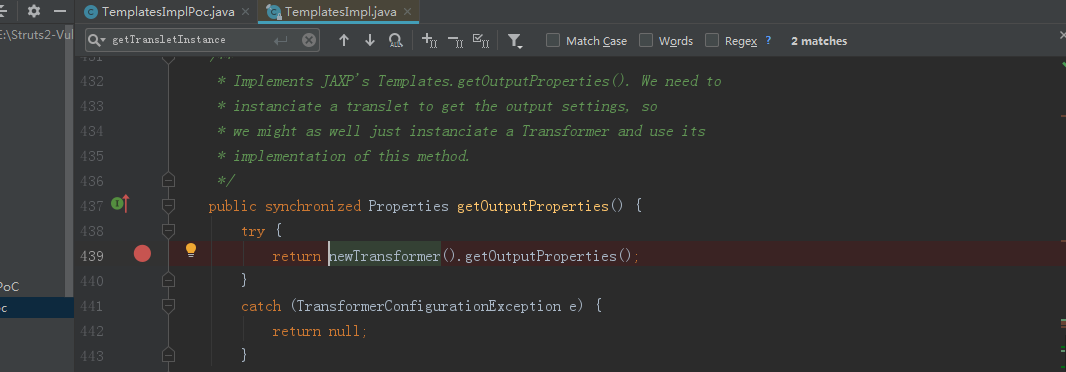 TemplatesImplPoc.java
TemplatesImpl.java
E:\Struts2-Vul
getTransletInstance
Match Case
Words
Regex ?
2 matches
431 /**
432 * Implements JAXP's Templates.getOutputProperties(). We need to
433 * instanciate a translet to get the output settings, so
434 * we might as well just instanciate a Transformer and use its
435 * implementation of this method.
436 */
437 public synchronized Properties getOutputProperties() {
438 try {
439 return newTransformer().getOutputProperties();
440 }
441 catch (TransformerConfigurationException e) {
442 return null;
443 }
PoC
oc